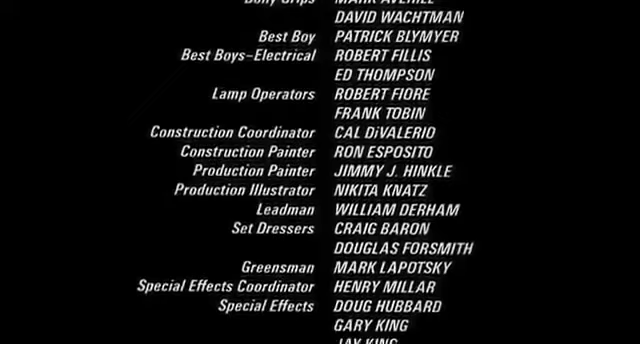 Dolly Grips MARK AVERILL
DAVID WACHTMAN
Best Boy PATRICK BLYMYER
Best Boys-Electrical ROBERT FILLIS
ED THOMPSON
Lamp Operators ROBERT FIORE
FRANK TOBIN
Construction Coordinator CAL DiVALERIO
Construction Painter RON ESPOSITO
Production Painter JIMMY J. HINKLE
Production Illustrator NIKITA KNATZ
Leadman WILLIAM DERHAM
Set Dressers CRAIG BARON
DOUGLAS FORSMITH
Greensman MARK LAPOTSKY
Special Effects Coordinator HENRY MILLAR
Special Effects DOUG HUBBARD
GARY KING
JAY KING